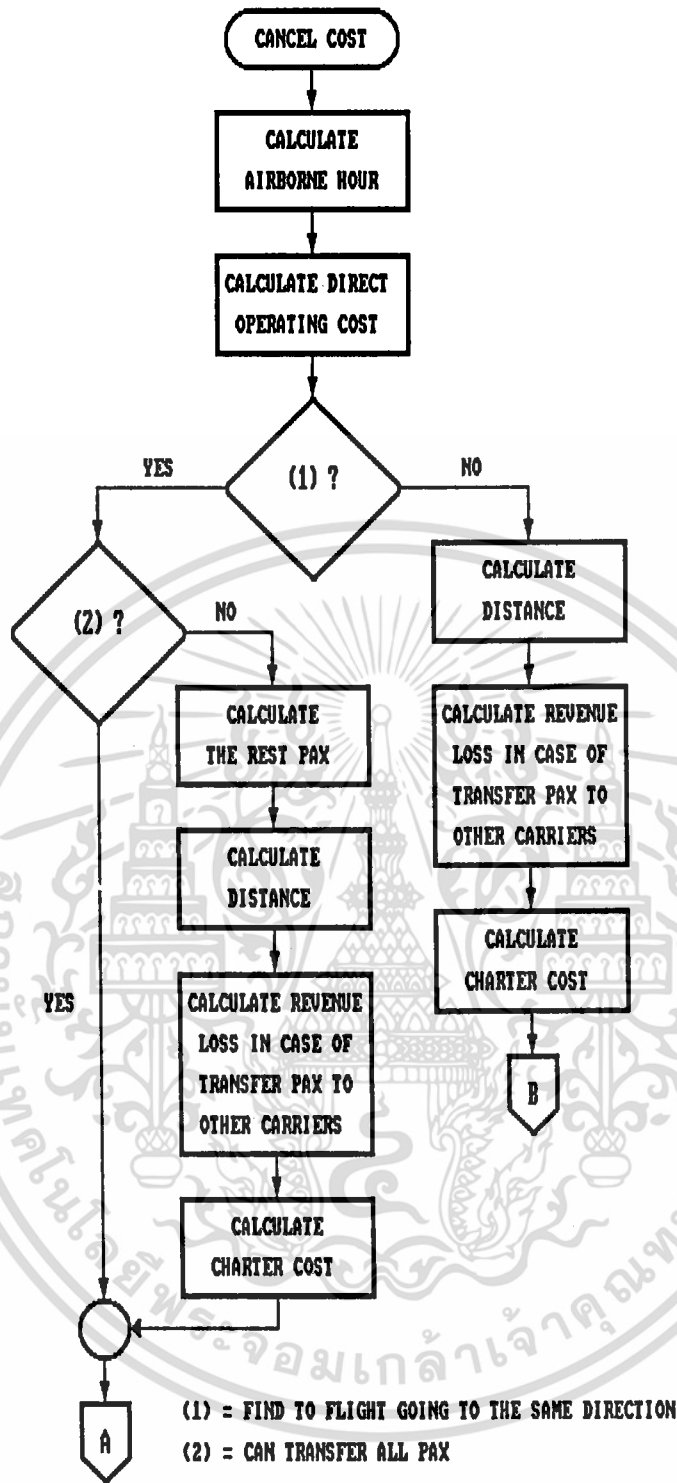 CANCEL COST
CALCULATE
AIRBORNE HOUR
CALCULATE DIRECT
OPERATING COST
(1) ?
YES
NO
(2) ?
NO
YES
CALCULATE
THE REST PAX
CALCULATE
DISTANCE
CALCULATE REVENUE
LOSS IN CASE OF
TRANSFER PAX TO
OTHER CARRIERS
CALCULATE
CHARTER COST
CALCULATE
DISTANCE
CALCULATE REVENUE
LOSS IN CASE OF
TRANSFER PAX TO
OTHER CARRIERS
CALCULATE
CHARTER COST
B
A
(1) = FIND TO FLIGHT GOING TO THE SAME DIRECTION
(2) = CAN TRANSFER ALL PAX